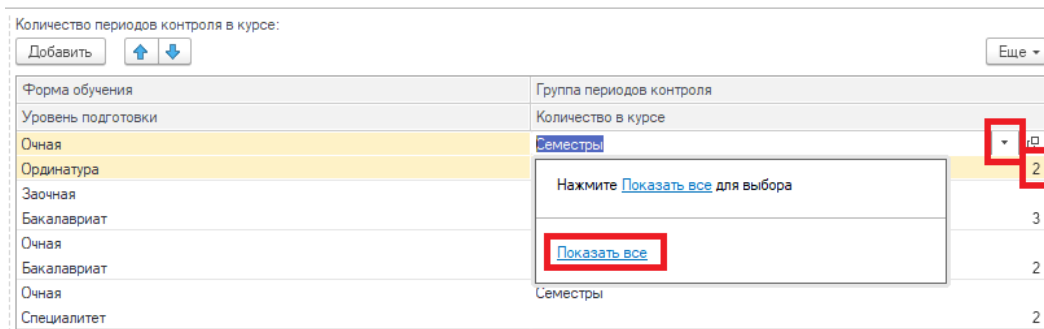 Количество периодов контроля в курсе:
Добавить Еще
Форма обучения Группа периодов контроля
Уровень подготовки Количество в курсе
Очная Семестры
Ординатура 2
Нажмите Показать все для выбора
Заочная
Бакалавриат 3
Очная
Показать все
Бакалавриат 2
Очная Семестры
Специалитет 2